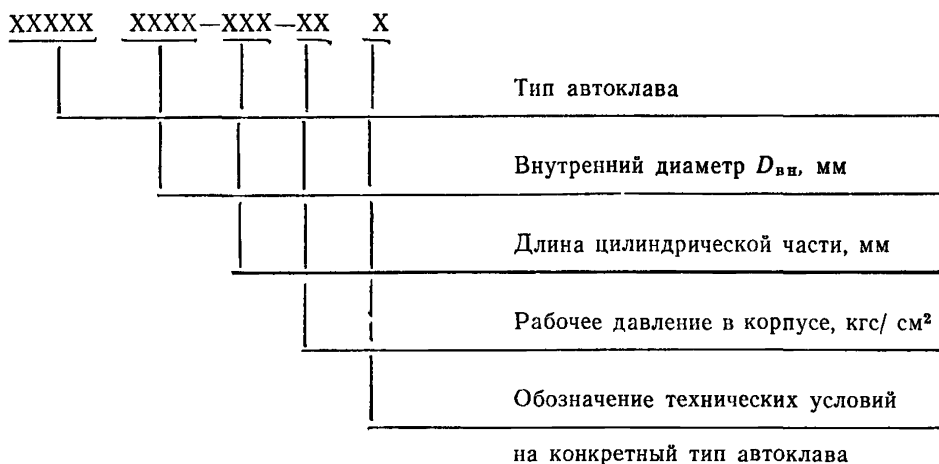 XXXXX XXXX—XXX—XX X
Тип автоклава
Внутренний диаметр Dвн, мм
Длина цилиндрической части, мм
Рабочее давление в корпусе, кгс/ см²
Обозначение технических условий
на конкретный тип автоклава